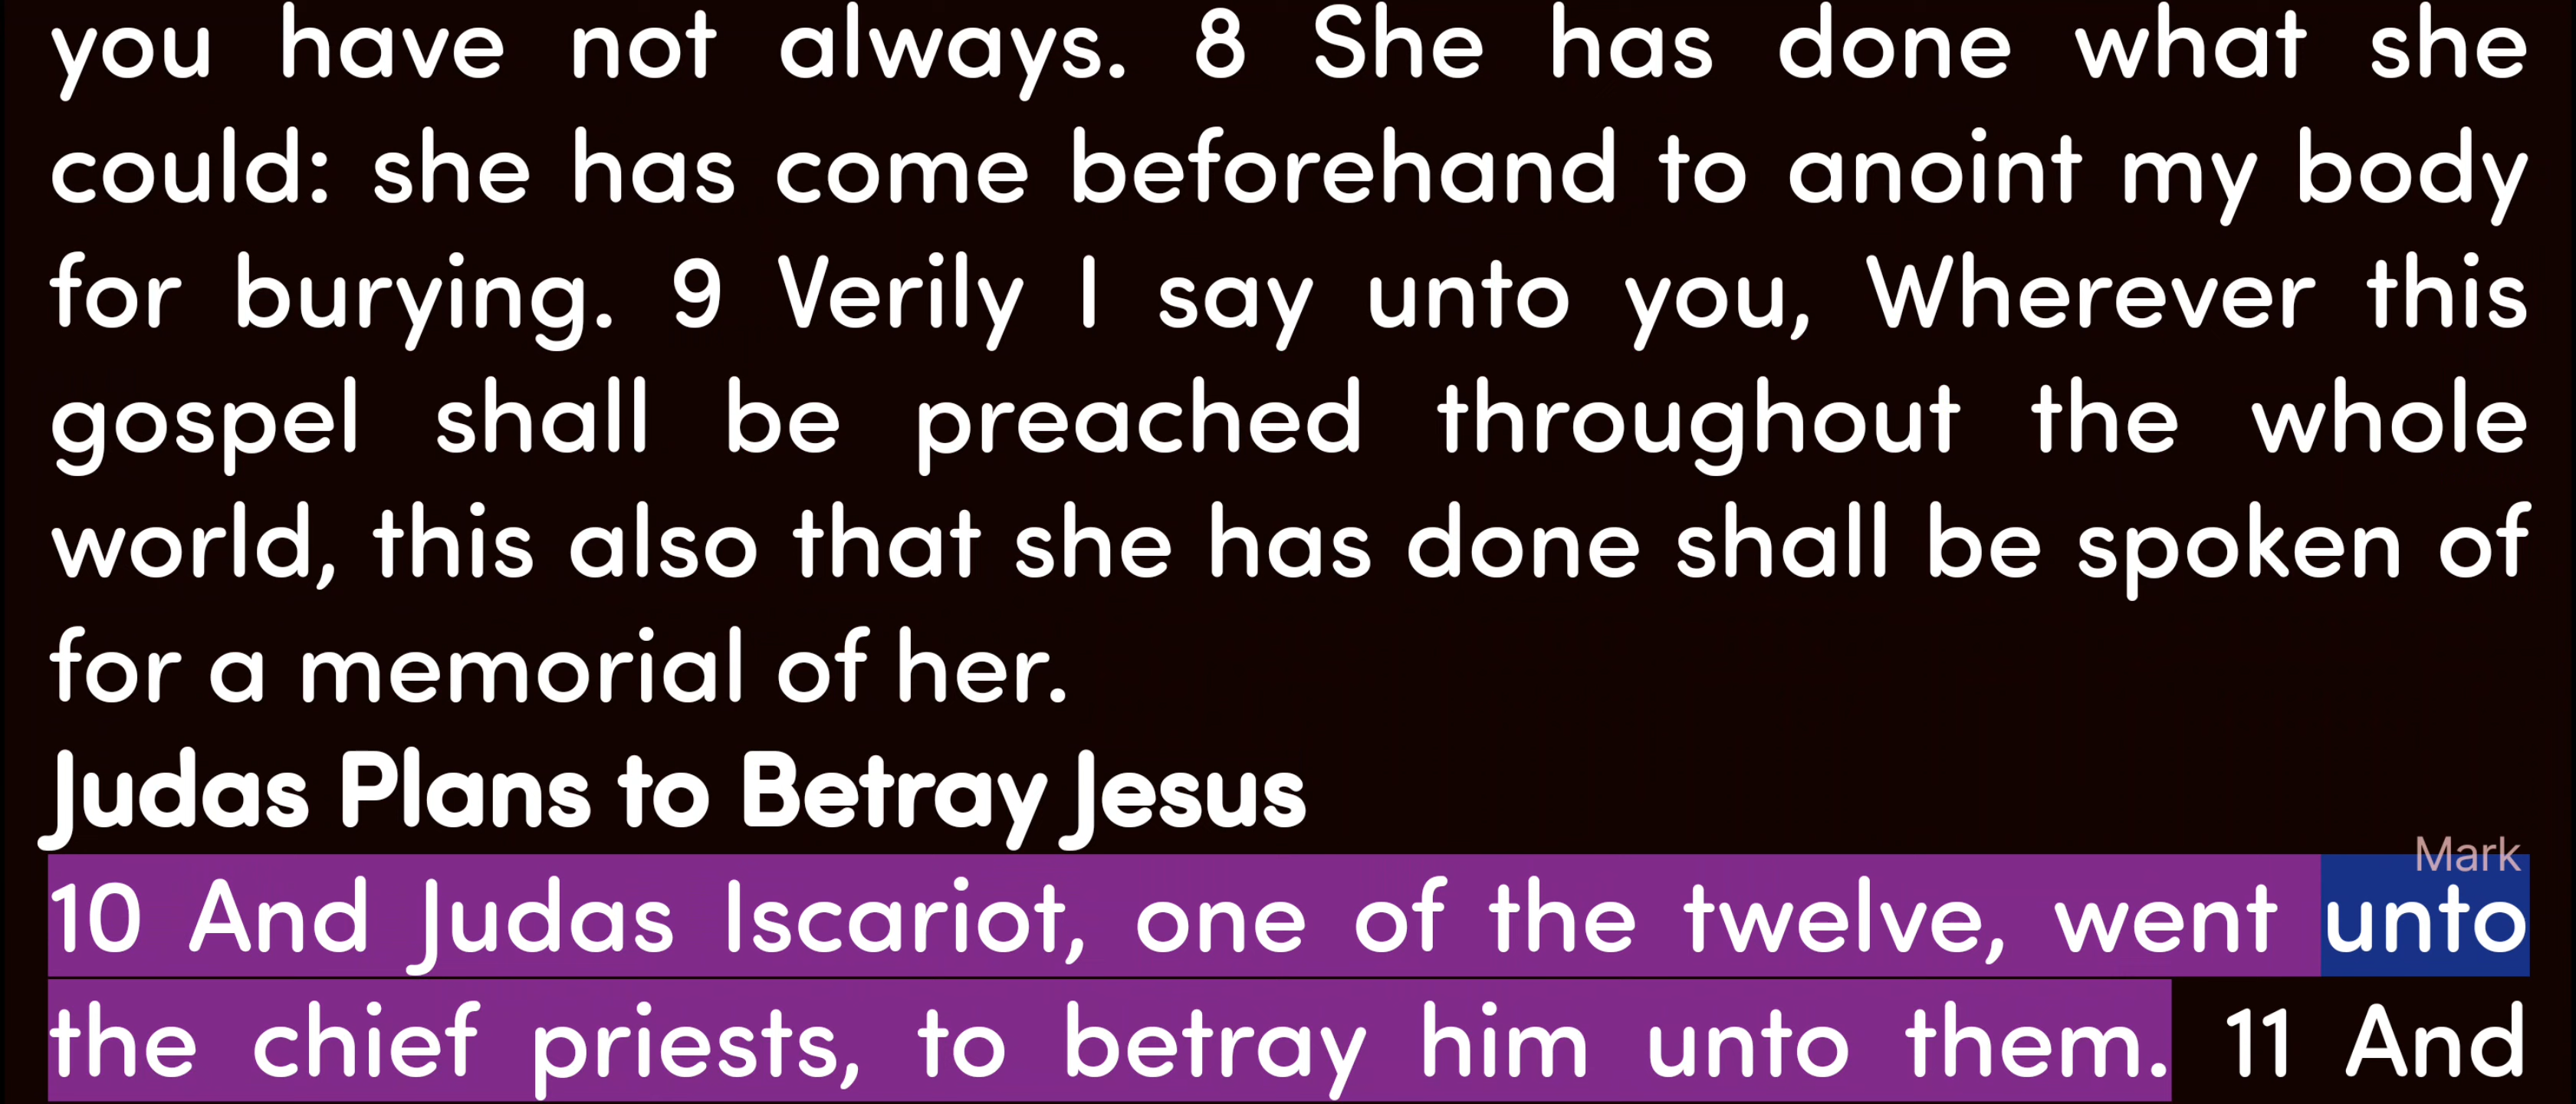 you have not always. 8 She has done what she
could: she has come beforehand to anoint my body
for burying. 9 Verily I say unto you, Wherever this
gospel shall be preached throughout the whole
world, this also that she has done shall be spoken of
for a memorial of her.
Judas Plans to Betray Jesus
Mark
10 And Judas Iscariot, one of the twelve, went unto
the chief priests, to betray him unto them. 11 And